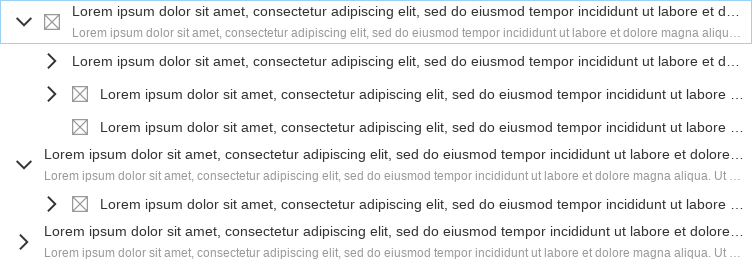 Lorem ipsum dolor sit amet, consectetur adipiscing elit, sed do eiusmod tempor incididunt ut labore et d...
Lorem ipsum dolor sit amet, consectetur adipiscing elit, sed do eiusmod tempor incididunt ut labore et dolore magna aliqu...
Lorem ipsum dolor sit amet, consectetur adipiscing elit, sed do eiusmod tempor incididunt ut labore et d...
Lorem ipsum dolor sit amet, consectetur adipiscing elit, sed do eiusmod tempor incididunt ut labore ...
Lorem ipsum dolor sit amet, consectetur adipiscing elit, sed do eiusmod tempor incididunt ut labore ...
Lorem ipsum dolor sit amet, consectetur adipiscing elit, sed do eiusmod tempor incididunt ut labore et dolore...
Lorem ipsum dolor sit amet, consectetur adipiscing elit, sed do eiusmod tempor incididunt ut labore et dolore magna aliqua. Ut ...
Lorem ipsum dolor sit amet, consectetur adipiscing elit, sed do eiusmod tempor incididunt ut labore ...
Lorem ipsum dolor sit amet, consectetur adipiscing elit, sed do eiusmod tempor incididunt ut labore et dolore...
Lorem ipsum dolor sit amet, consectetur adipiscing elit, sed do eiusmod tempor incididunt ut labore et dolore magna aliqua. Ut ...